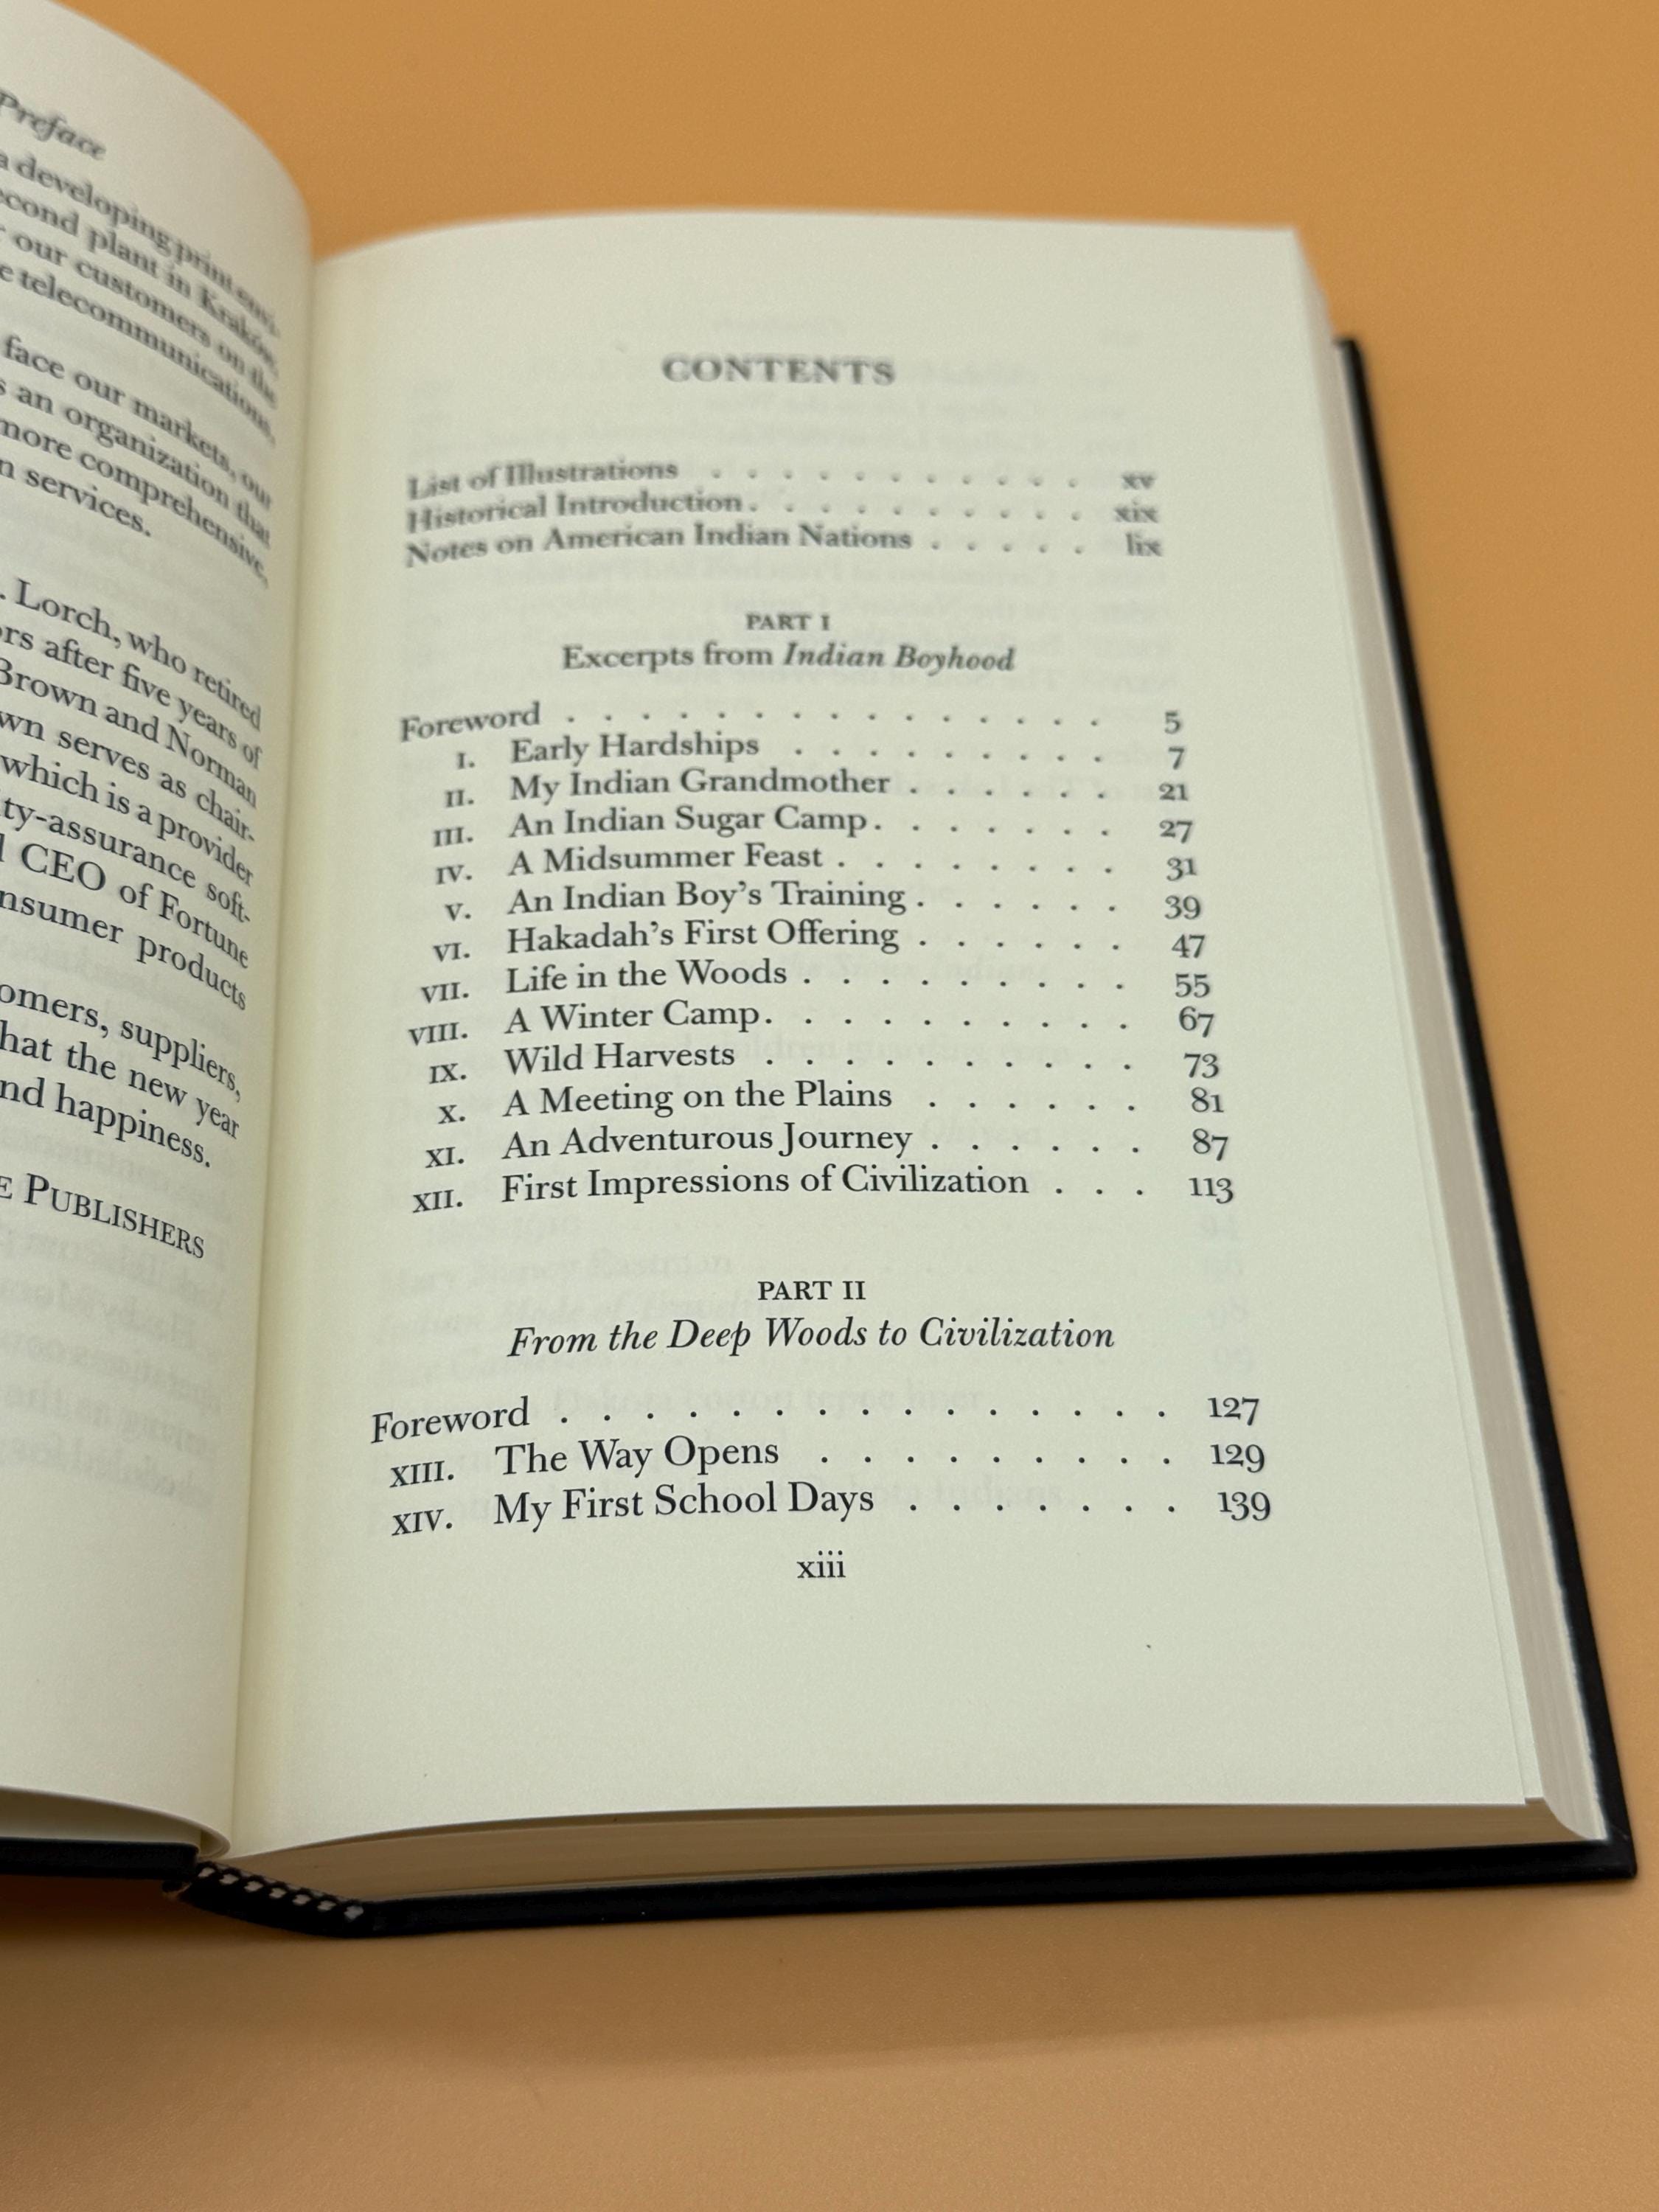 Preface
a developing print-envi-
econd plant in Kraków,
our customers on the
e telecommunications,
face our markets, our
s an organization that
more comprehensive,
n services.
. Lorch, who retired
ors after five years of
Brown and Norman
wn serves as chair-
which is a provider
ty-assurance soft-
CEO of Fortune
nsumer products
omers, suppliers,
hat the new year
nd happiness.
E PUBLISHERS
CONTENTS
List of Illustrations . . . . . . . . . . . xv
Historical Introduction . . . . . . . . . . xix
Notes on American Indian Nations . . . . . lix
PART I
Excerpts from Indian Boyhood
Foreword . . . . . . . . . . . . . . . 5
I. Early Hardships . . . . . . . . . 7
II. My Indian Grandmother . . . . . . 21
III. An Indian Sugar Camp . . . . . . . 27
IV. A Midsummer Feast . . . . . . . . 31
V. An Indian Boy's Training . . . . . . 39
VI. Hakadah's First Offering . . . . . . 47
VII. Life in the Woods . . . . . . . . . 55
VIII. A Winter Camp . . . . . . . . . . 67
IX. Wild Harvests . . . . . . . . . . 73
X. A Meeting on the Plains . . . . . . 81
XI. An Adventurous Journey . . . . . . 87
XII. First Impressions of Civilization . . . 113
PART II
From the Deep Woods to Civilization
Foreword . . . . . . . . . . . . . . . 127
XIII. The Way Opens . . . . . . . . . 129
XIV. My First School Days . . . . . . . 139
xiii